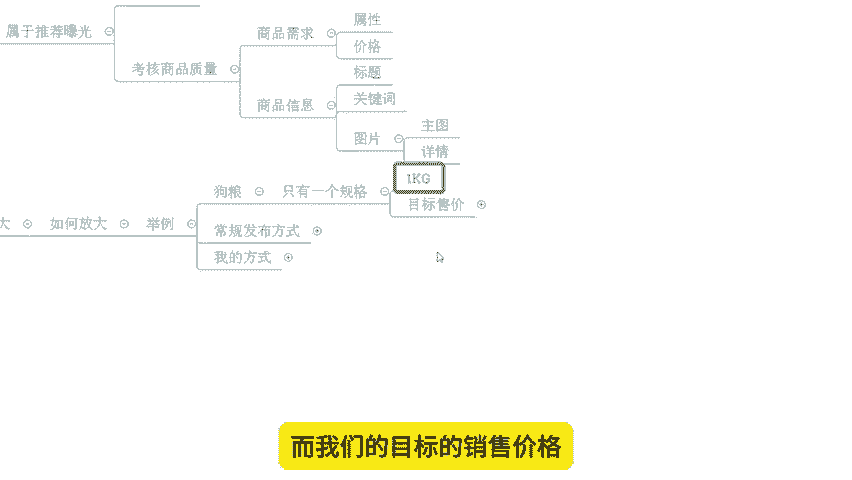 属性
属于推荐曝光
商品需求
价格
考核商品质量
标题
商品信息
关键词
主图
图片
详情
1KG
狗粮
只有一个规格
目标售价
大
如何放大
举例
常规发布方式
我的方式
而我们的目标的销售价格